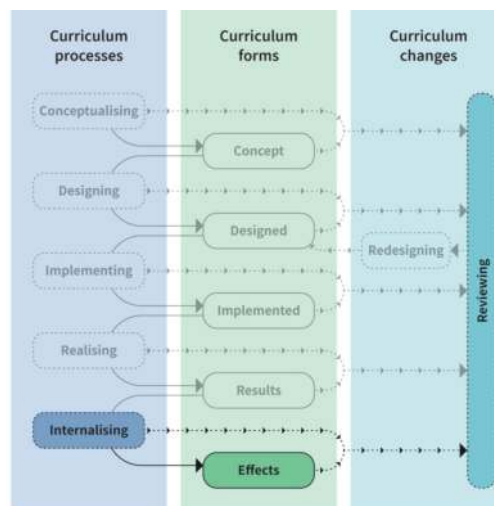 Curriculum
processes
Curriculum
forms
Curriculum
changes
Conceptualising
Concept
Designing
Designed
Redesigning
Implementing
Implemented
Reviewing
Realising
Results
Internalising
Effects